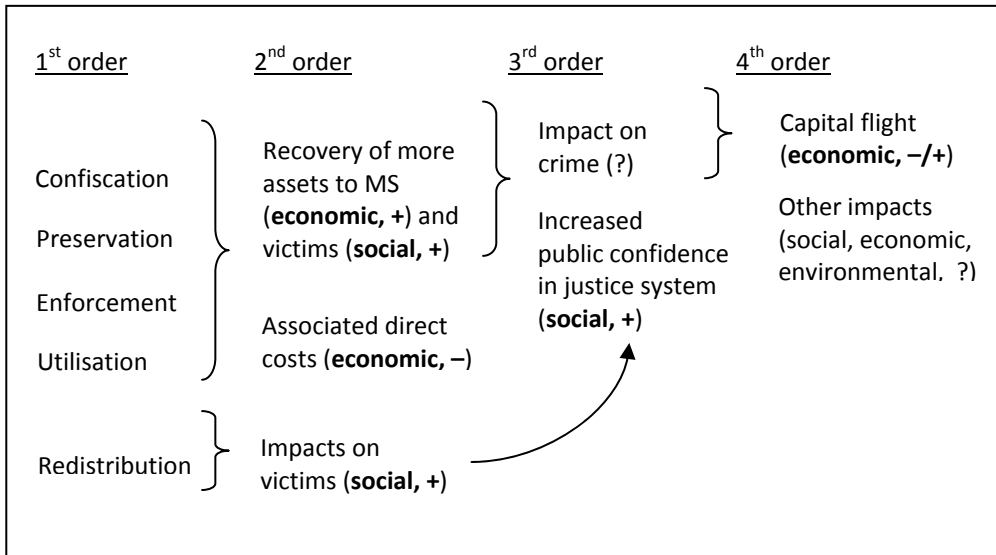 1st order
2nd order
3rd order
4th order
Confiscation
Preservation
Enforcement
Utilisation
Redistribution
Recovery of more
assets to MS
(economic, +) and
victims (social, +)
Associated direct
costs (economic, –)
Impacts on
victims (social, +)
Impact on
crime (?)
Increased
public confidence
in justice system
(social, +)
Capital flight
(economic, –/+)
Other impacts
(social, economic,
environmental, ?)